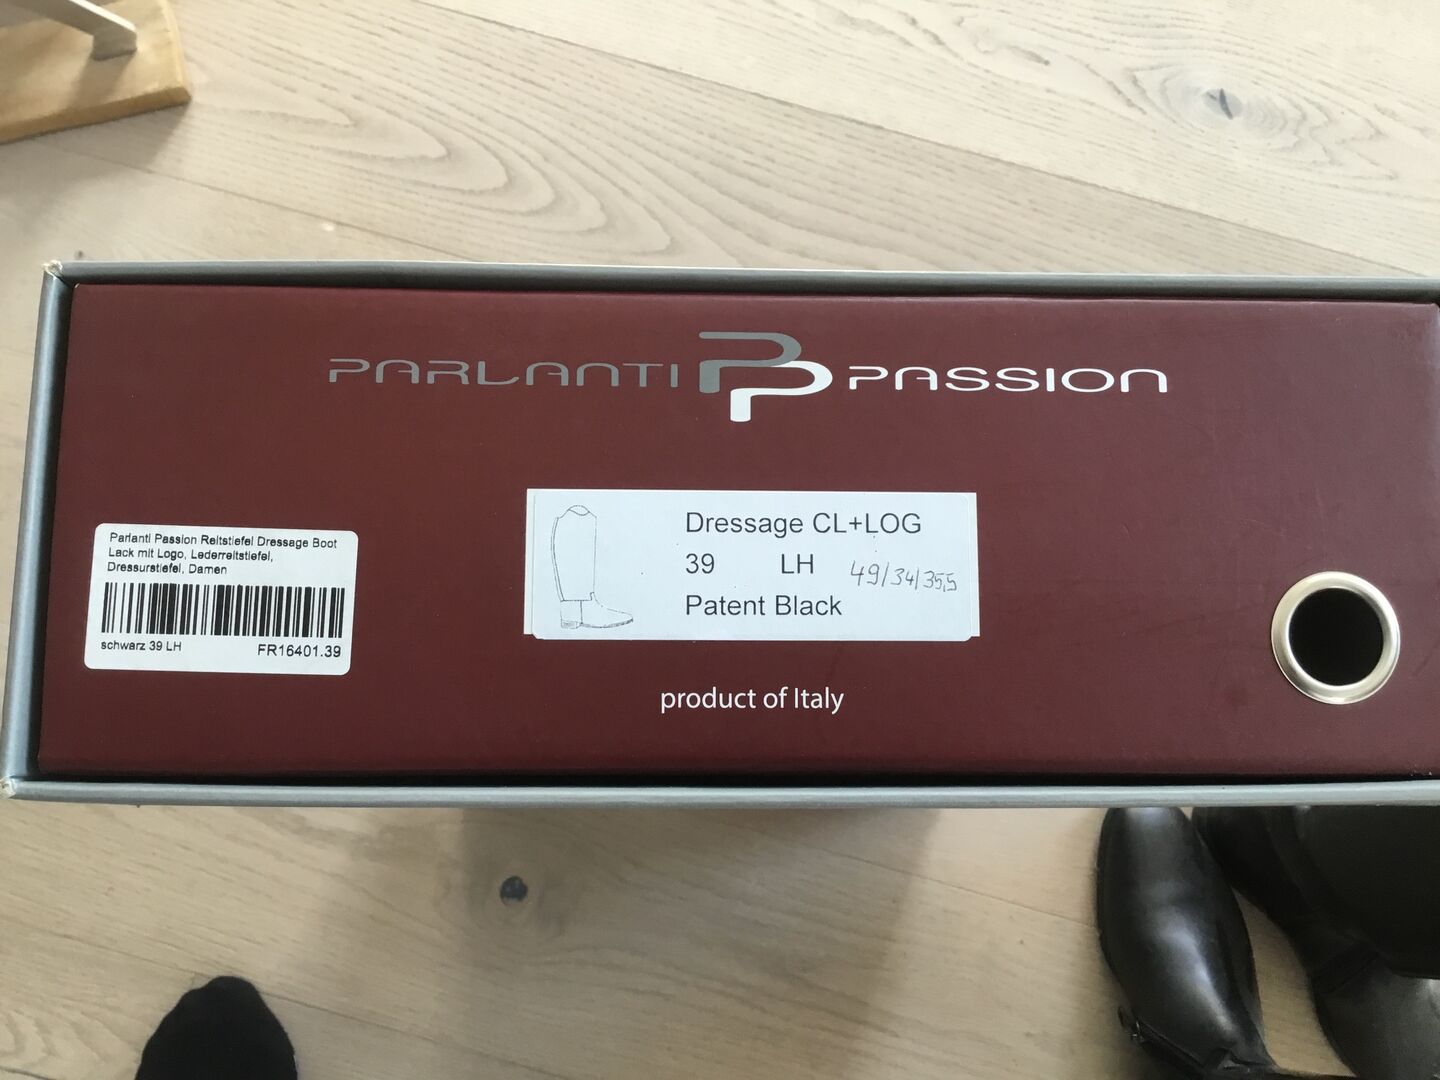 PARLANTI PP PASSION
Parlanti Passion Reitstiefel Dressage Boot
Lack mit Logo, Lederreitstiefel,
Dressurstiefel, Damen
schwarz 39 LH FR16401.39
Dressage CL+LOG
39 LH 49/34/35,5
Patent Black
product of Italy